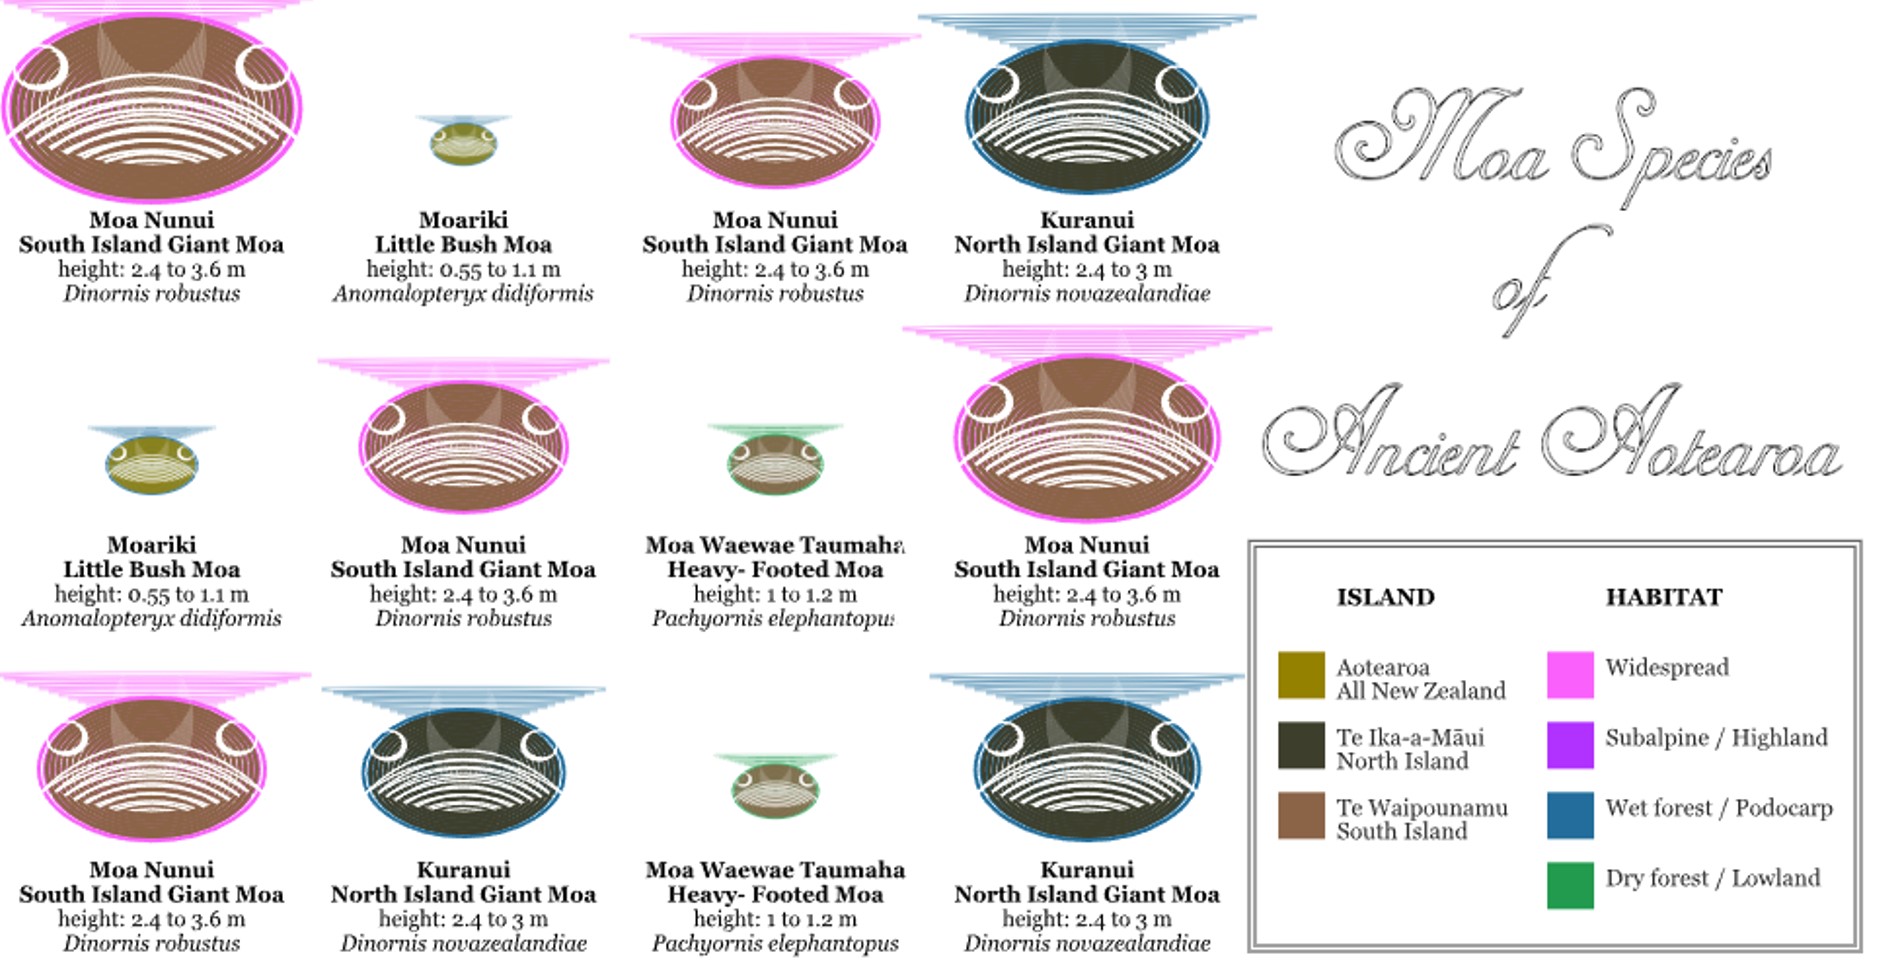 Moa Nunui
South Island Giant Moa
height: 2.4 to 3.6 m
Dinornis robustus
Moariki
Little Bush Moa
height: 0.55 to 1.1 m
Anomalopteryx didiformis
Moa Nunui
South Island Giant Moa
height: 2.4 to 3.6 m
Dinornis robustus
Kuranui
North Island Giant Moa
height: 2.4 to 3 m
Dinornis novazealandiae
Moariki
Little Bush Moa
height: 0.55 to 1.1 m
Anomalopteryx didiformis
Moa Nunui
South Island Giant Moa
height: 2.4 to 3.6 m
Dinornis robustus
Moa Waewae Taumaha
Heavy- Footed Moa
height: 1 to 1.2 m
Pachyornis elephantopus
Moa Nunui
South Island Giant Moa
height: 2.4 to 3.6 m
Dinornis robustus
Moa Nunui
South Island Giant Moa
height: 2.4 to 3.6 m
Dinornis robustus
Kuranui
North Island Giant Moa
height: 2.4 to 3 m
Dinornis novazealandiae
Moa Waewae Taumaha
Heavy- Footed Moa
height: 1 to 1.2 m
Pachyornis elephantopus
Kuranui
North Island Giant Moa
height: 2.4 to 3 m
Dinornis novazealandiae
Moa Species
of
Ancient Aotearoa
ISLAND
Aotearoa
All New Zealand
Te Ika-a-Māui
North Island
Te Waipounamu
South Island
HABITAT
Widespread
Subalpine / Highland
Wet forest / Podocarp
Dry forest / Lowland